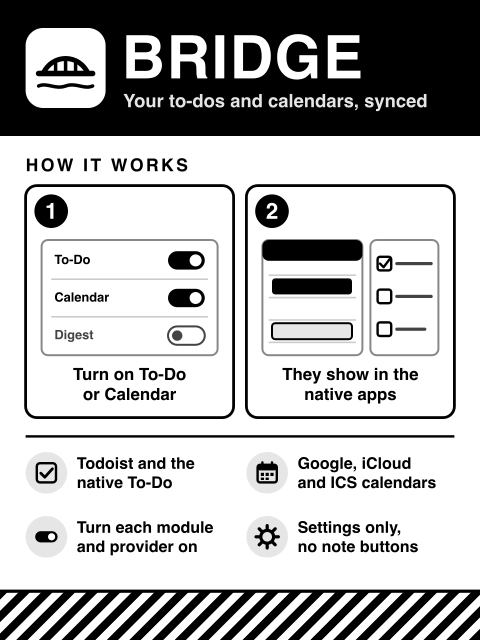 BRIDGE
Your to-dos and calendars, synced
HOW IT WORKS
1
To-Do
Calendar
Digest
Turn on To-Do
or Calendar
2
They show in the
native apps
Todoist and the
native To-Do
Google, iCloud
and ICS calendars
Turn each module
and provider on
Settings only,
no note buttons